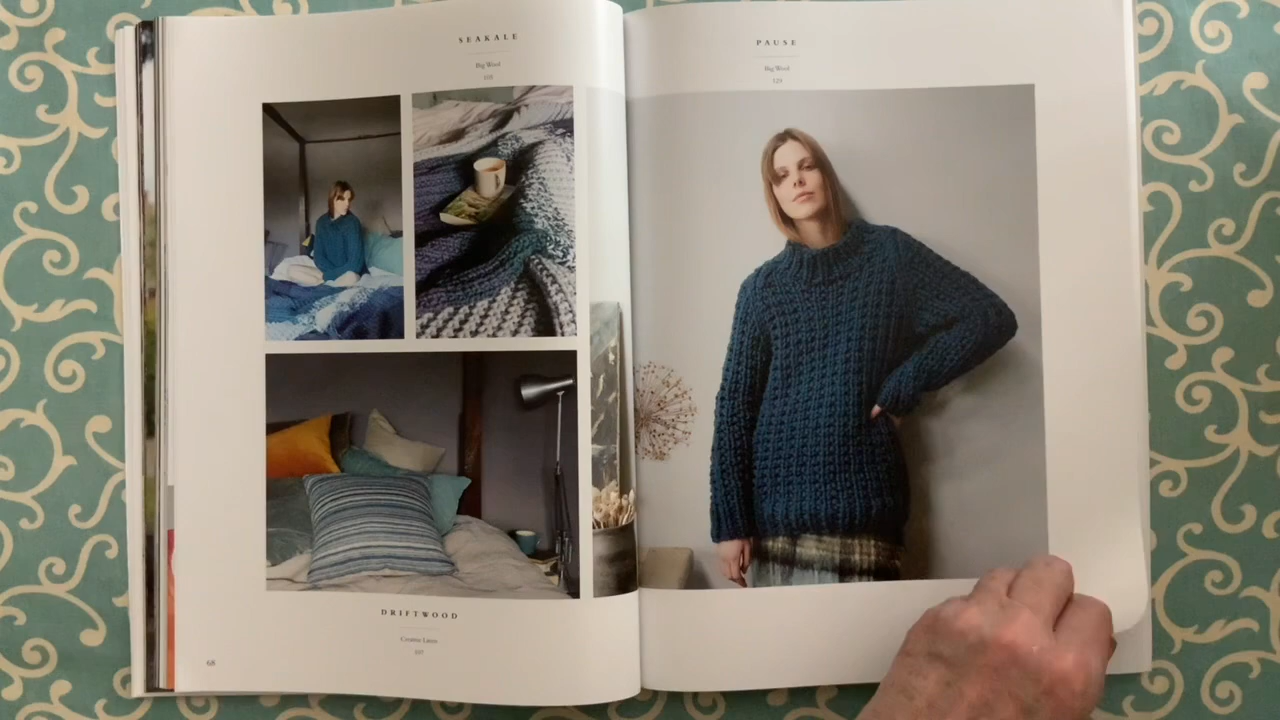 SEAKALE
Big Wool
PAUSE
Big Wool
DRIFTWOOD
Creative Linen
68